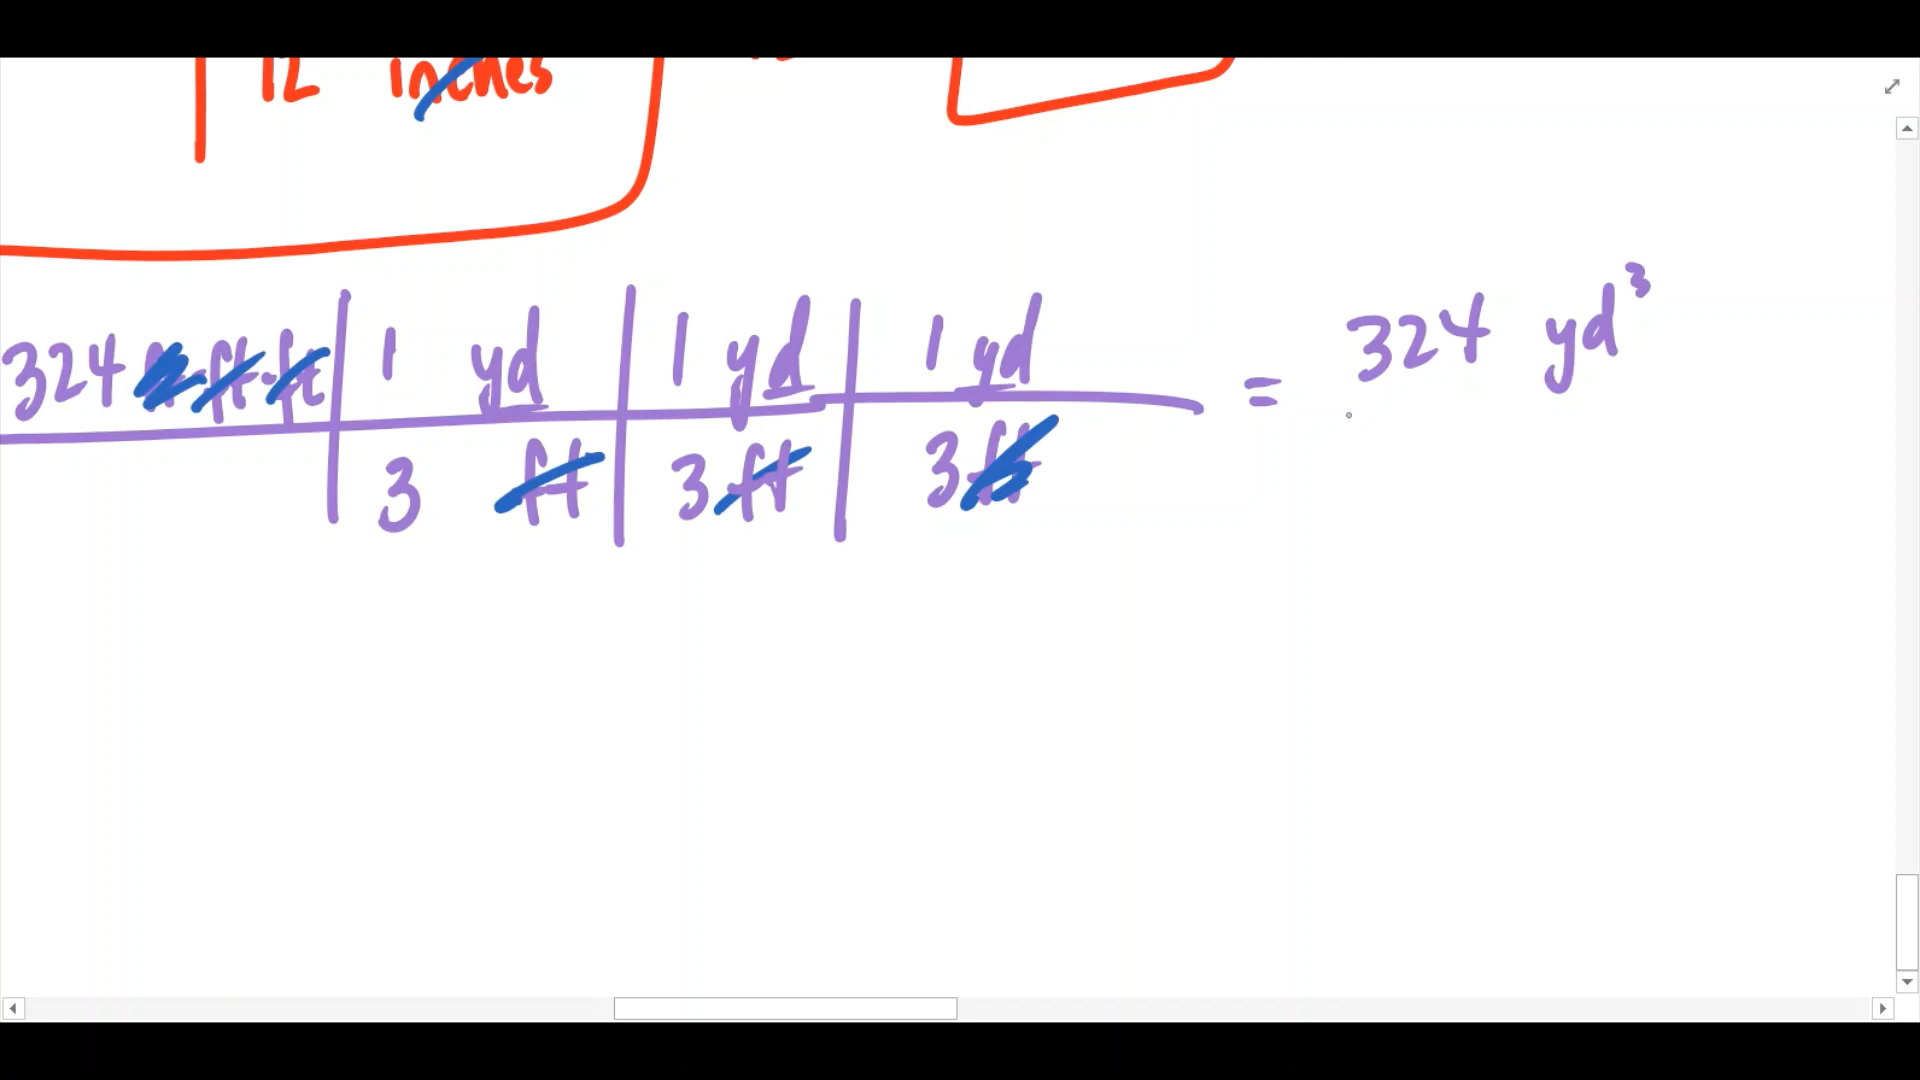 12 inches
324 ft · ft · ft | 1 yd | 1 yd | 1 yd = 324 yd³
3 ft | 3 ft | 3 ft